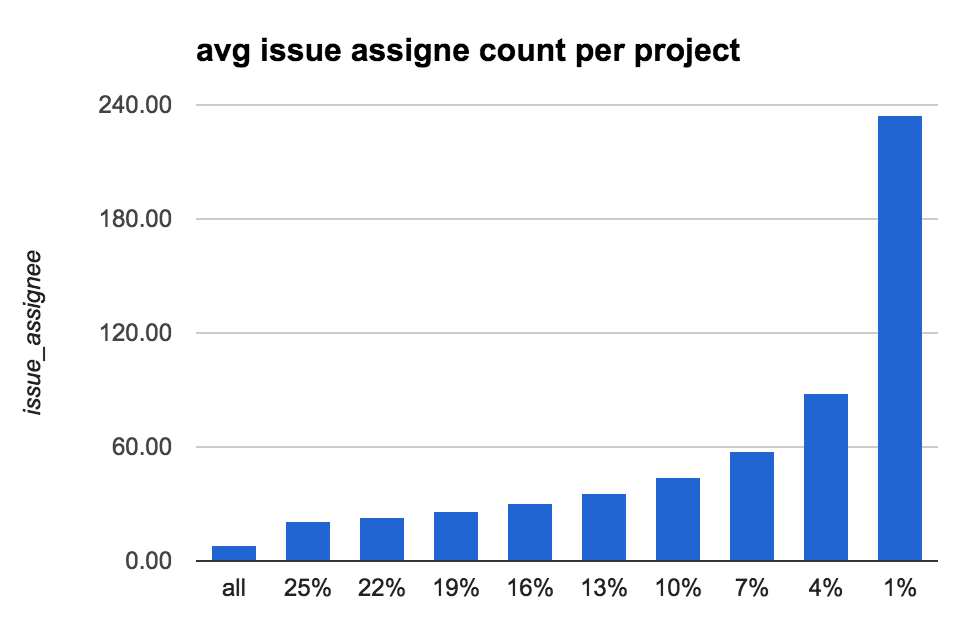 avg issue assigne count per project
240.00
180.00
120.00
60.00
0.00
issue_assignee
all 25% 22% 19% 16% 13% 10% 7% 4% 1%